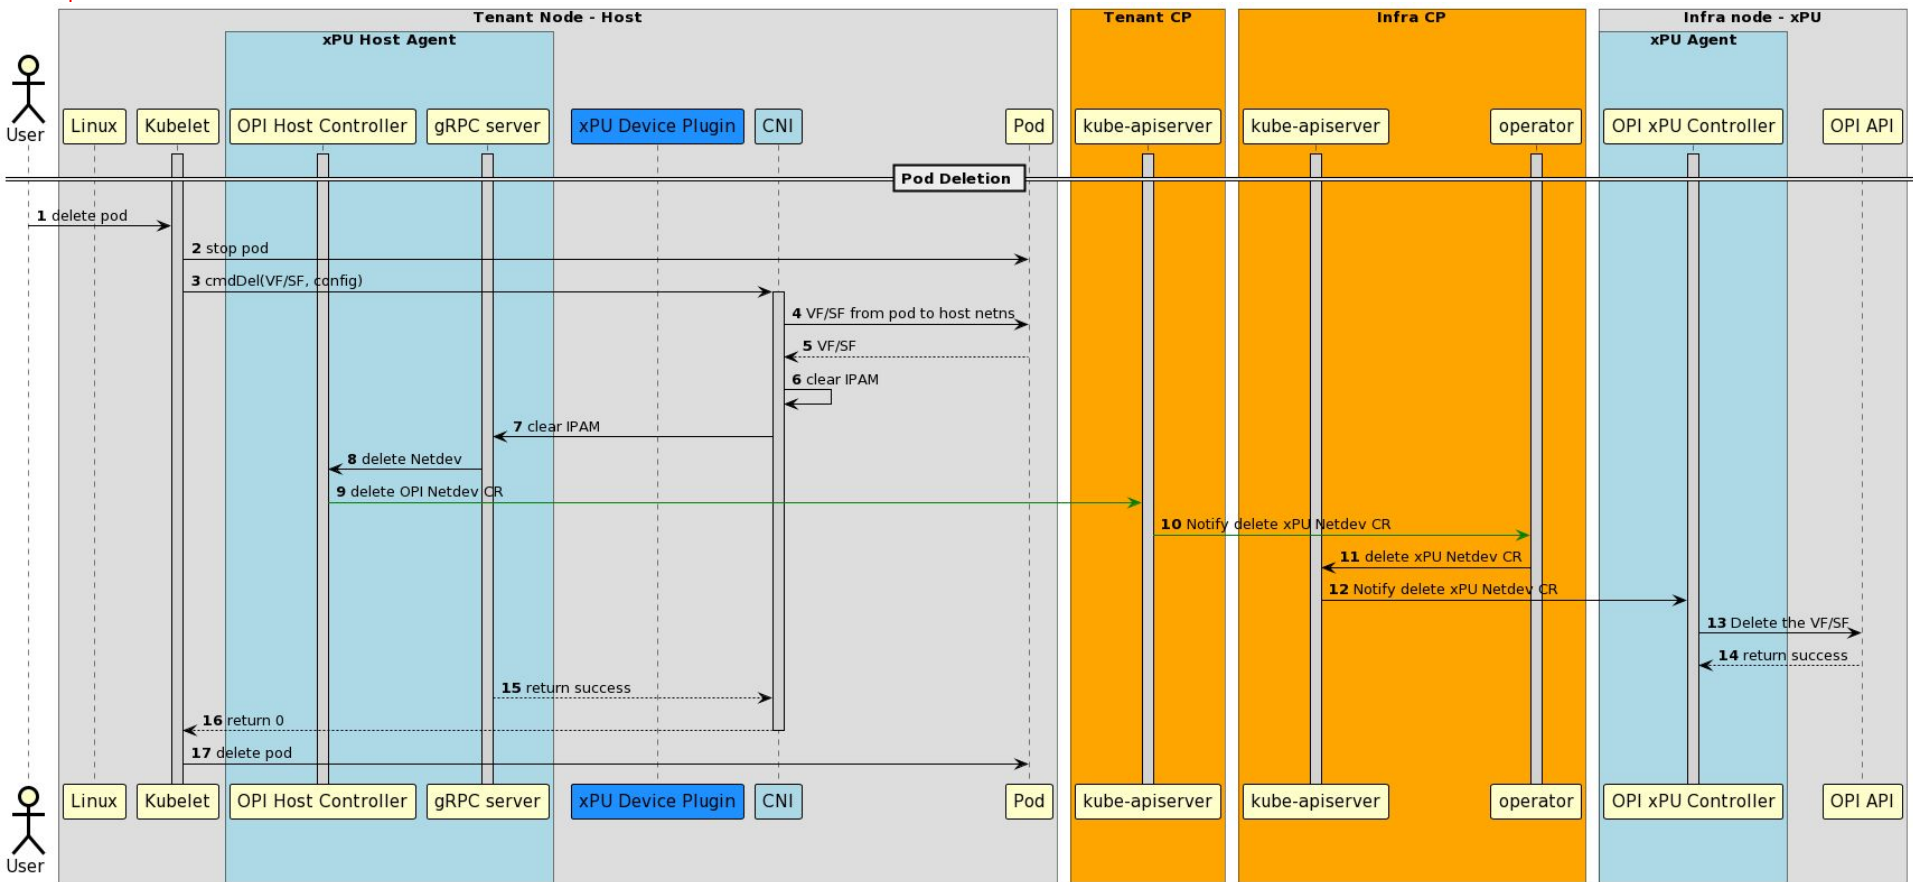 Tenant Node - Host
Tenant CP
Infra CP
Infra node - xPU
xPU Host Agent
xPU Agent
User
Linux
Kubelet
OPI Host Controller
gRPC server
xPU Device Plugin
CNI
Pod
kube-apiserver
kube-apiserver
operator
OPI xPU Controller
OPI API
Pod Deletion
1 delete pod
2 stop pod
3 cmdDel(VF/SF, config)
4 VF/SF from pod to host netns
5 VF/SF
6 clear IPAM
7 clear IPAM
8 delete Netdev
9 delete OPI Netdev CR
10 Notify delete xPU Netdev CR
11 delete xPU Netdev CR
12 Notify delete xPU Netdev CR
13 Delete the VF/SF
14 return success
15 return success
16 return 0
17 delete pod
User
Linux
Kubelet
OPI Host Controller
gRPC server
xPU Device Plugin
CNI
Pod
kube-apiserver
kube-apiserver
operator
OPI xPU Controller
OPI API